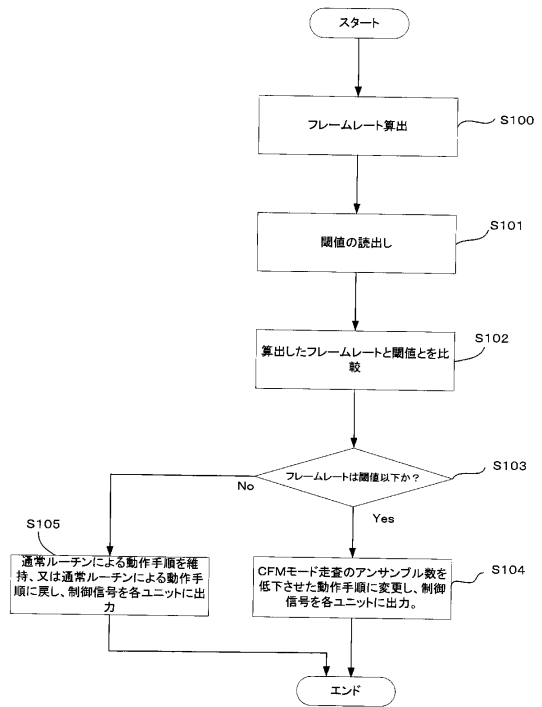 スタート
フレームレート算出
S100
閾値の読出し
S101
算出したフレームレートと閾値とを比
較
S102
フレームレートは閾値以下か？
S103
No
Yes
S105
通常ルーチンによる動作手順を維
持、又は通常ルーチンによる動作手
順に戻し、制御信号を各ユニットに出
力
CFMモード走査のアンサンブル数を
低下させた動作手順に変更し、制御
信号を各ユニットに出力。
S104
エンド